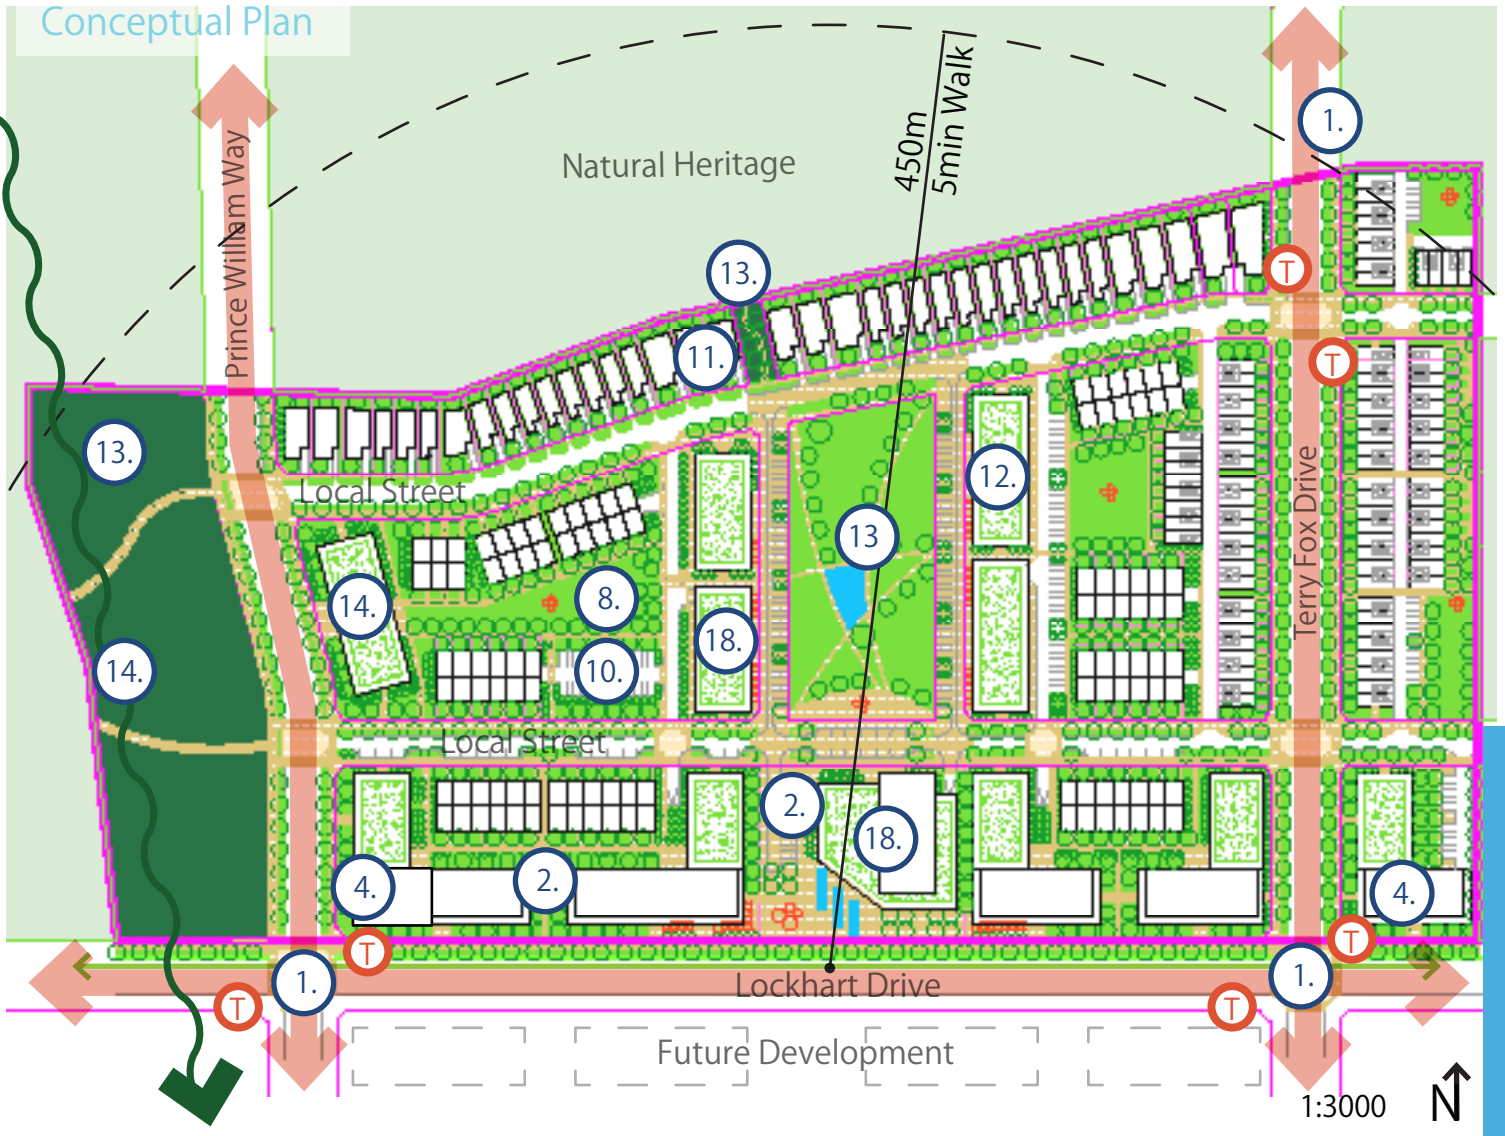 Conceptual Plan
450m
5min Walk
1.
Prince William Way
Natural Heritage
T
13.
11.
T
13.
12.
Local Street
13
Terry Fox Drive
14.
8.
18.
14.
10.
Local Street
2.
18.
4.
2.
4.
T
T
1.
Lockhart Drive
1.
T
T
Future Development
1:3000
N